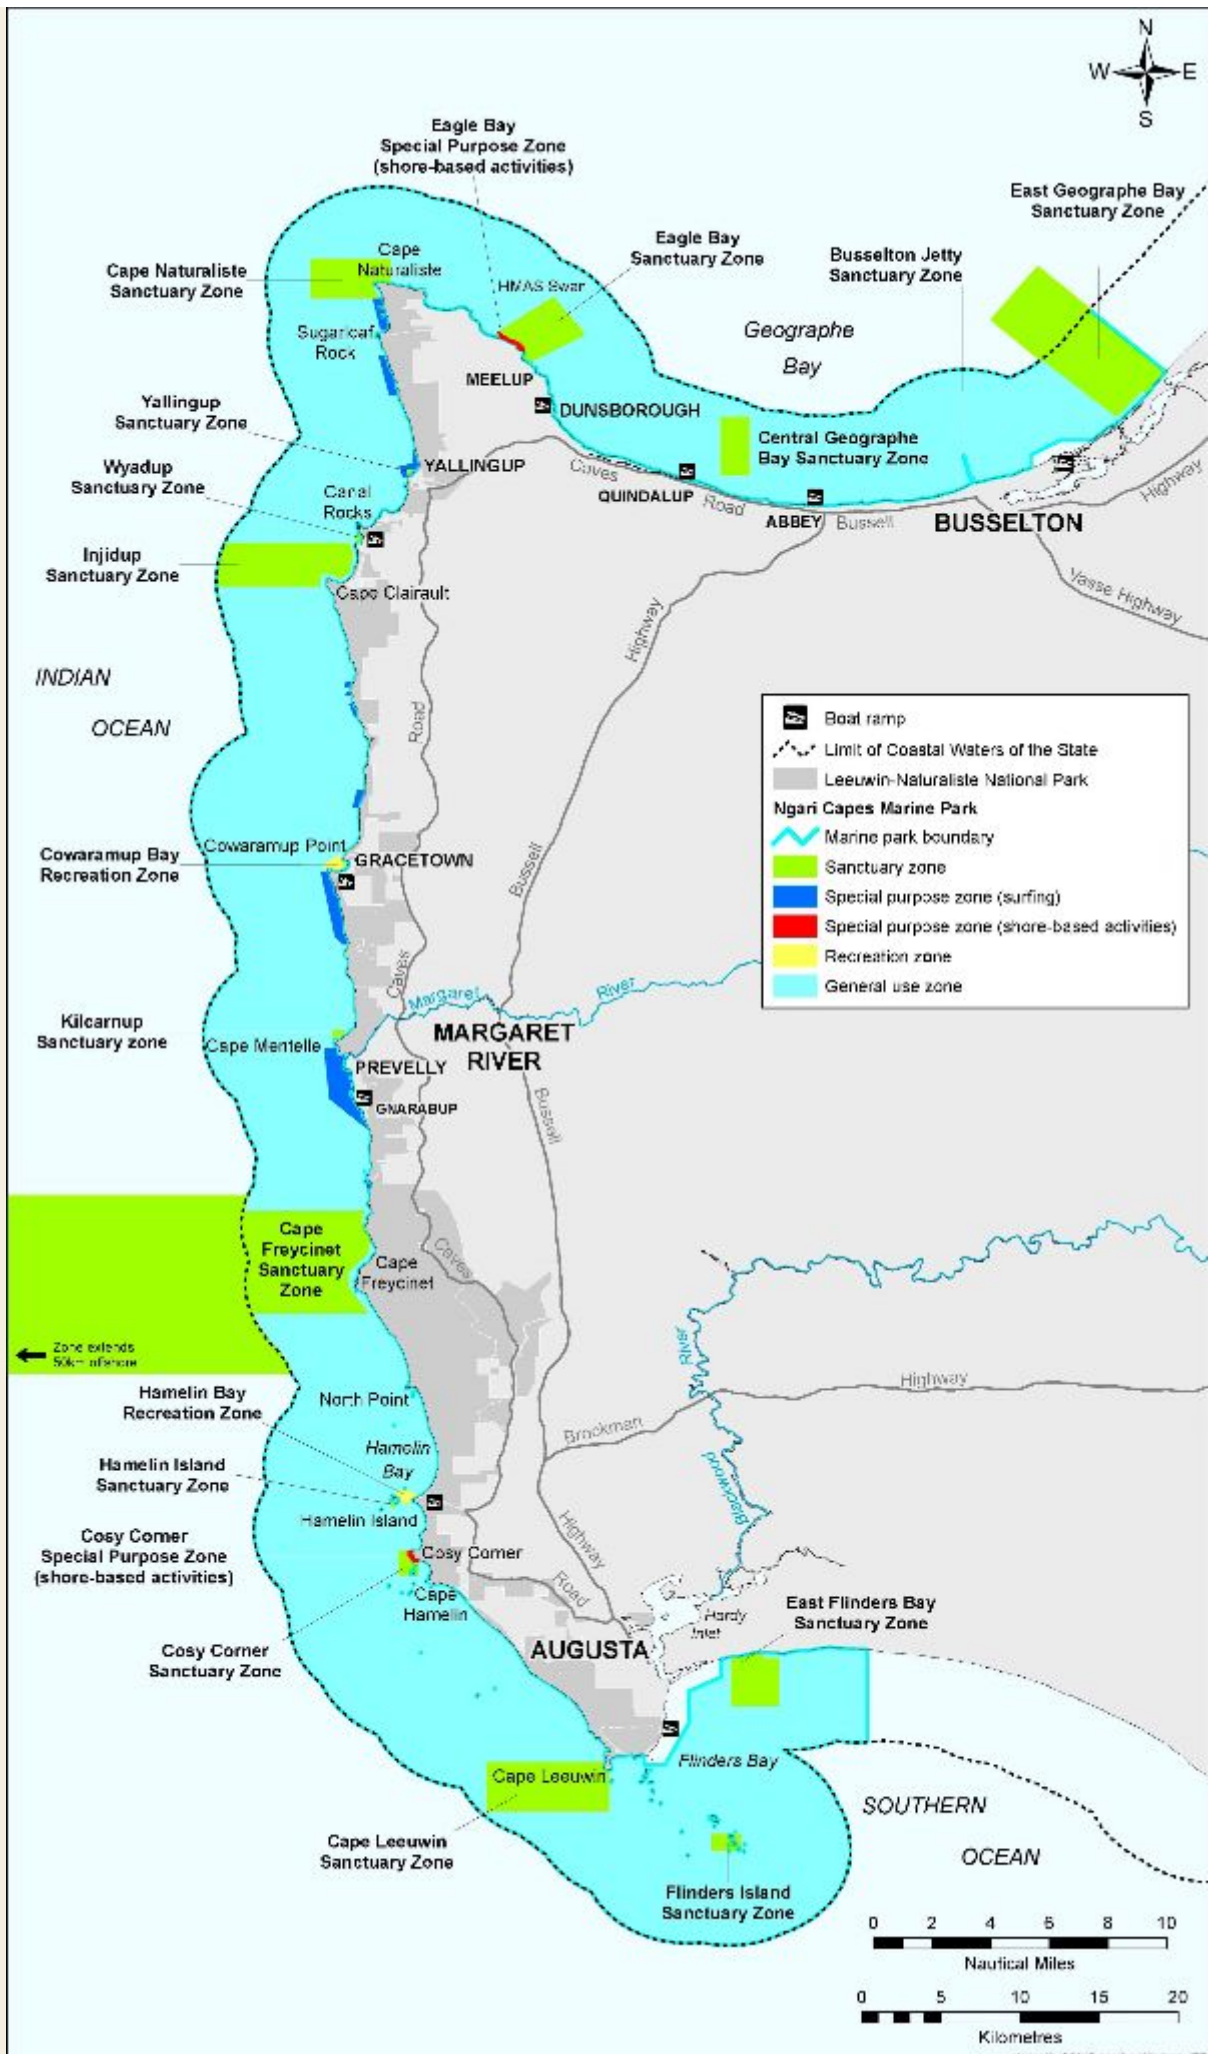 N
W
E
S
Eagle Bay
Special Purpose Zone
(shore-based activities)
East Geographe Bay
Sanctuary Zone
Eagle Bay
Sanctuary Zone
Busselton Jetty
Sanctuary Zone
Cape Naturaliste
Sanctuary Zone
Cape
Naturaliste
HMAS Swan
Geographe
Bay
Sugarloaf
Rock
MEELUP
Yallingup
Sanctuary Zone
DUNSBOROUGH
Central Geographe
Bay Sanctuary Zone
Wyadup
Sanctuary Zone
YALLINGUP
Caves
Road
QUINDALUP
Canal
Rocks
ABBEY
Bussell
BUSSELTON
Highway
Injidup
Sanctuary Zone
Cape Clairault
Vasse Highway
Highway
INDIAN
OCEAN
Road
Boat ramp
Limit of Coastal Waters of the State
Leeuwin-Naturaliste National Park
Ngari Capes Marine Park
Marine park boundary
Sanctuary zone
Special purpose zone (surfing)
Special purpose zone (shore-based activities)
Recreation zone
General use zone
Cowaramup Point
Cowaramup Bay
Recreation Zone
GRACETOWN
Bussell
Caves
Margaret
River
Kilcarnup
Sanctuary zone
Cape Mentelle
MARGARET
RIVER
PREVELLY
GNARABUP
Bussell
Cape
Freycinet
Sanctuary
Zone
Cape
Freycinet
Caves
Zone extends
50km offshore
River
Hamelin Bay
Recreation Zone
North Point
Highway
Brockman
Hamelin
Bay
Hamelin Island
Sanctuary Zone
Hamelin Island
Blackwood
Highway
Cosy Corner
Special Purpose Zone
(shore-based activities)
Cosy Corner
Road
Cape
Hamelin
East Flinders Bay
Sanctuary Zone
Hardy
Inlet
Cosy Corner
Sanctuary Zone
AUGUSTA
Flinders Bay
Cape Leeuwin
SOUTHERN
OCEAN
Cape Leeuwin
Sanctuary Zone
Flinders Island
Sanctuary Zone
0 2 4 6 8 10
Nautical Miles
0 5 10 15 20
Kilometres